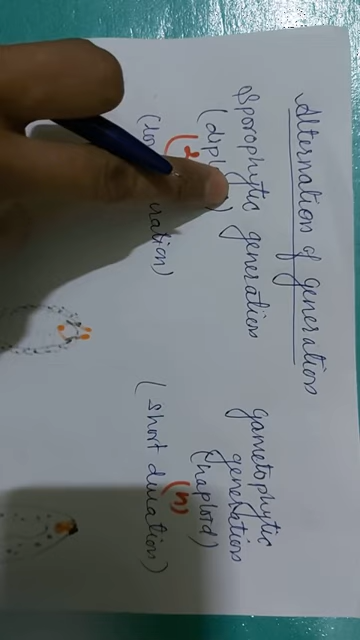 Alternation of generation
Sporophytic generation
gametophytic
generation
(haploid)
(n)
(short duration)